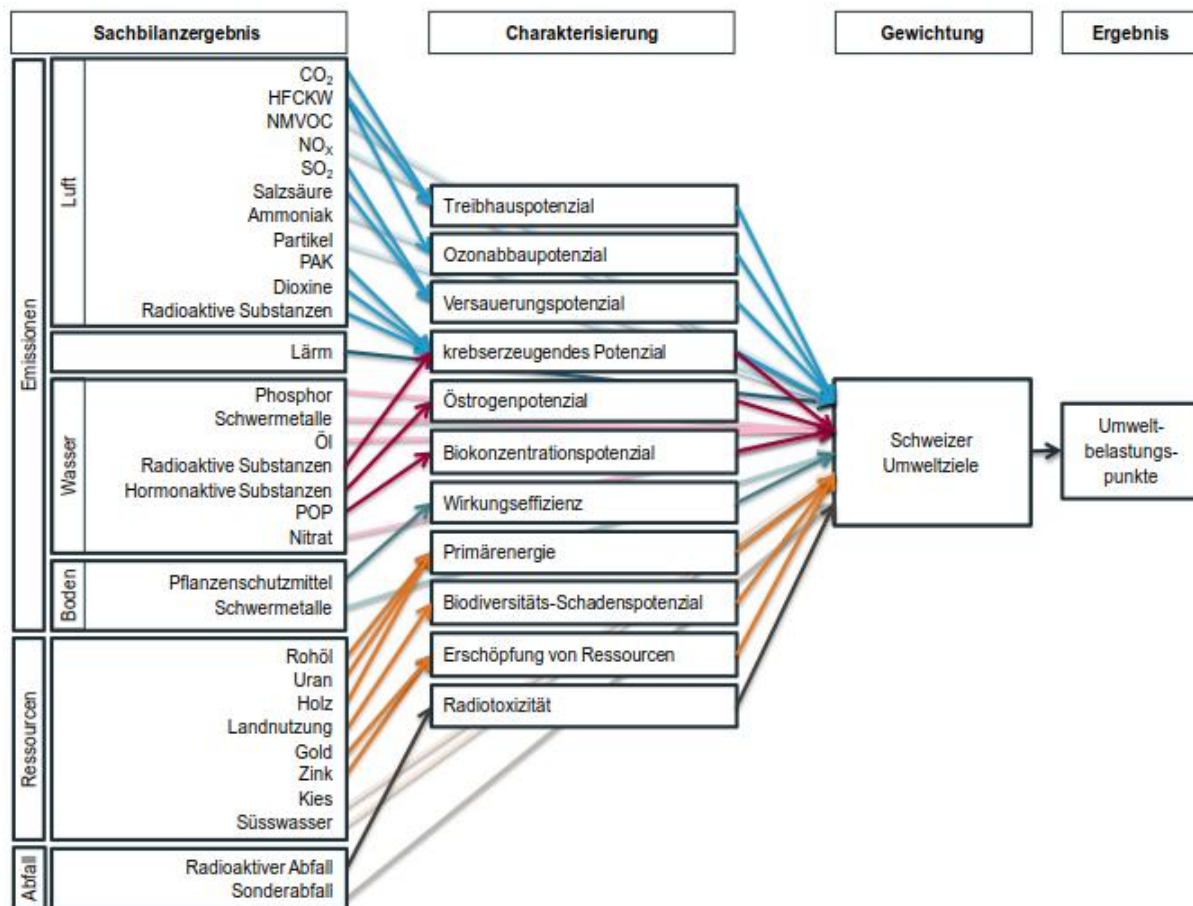 Sachbilanzergebnis
Charakterisierung
Gewichtung
Ergebnis
Emissionen
Luft
CO₂
HFCKW
NMVOC
NOX
SO₂
Salzsäure
Ammoniak
Partikel
PAK
Dioxine
Radioaktive Substanzen
Lärm
Wasser
Phosphor
Schwermetalle
Öl
Radioaktive Substanzen
Hormonaktive Substanzen
POP
Nitrat
Boden
Pflanzenschutzmittel
Schwermetalle
Ressourcen
Rohöl
Uran
Holz
Landnutzung
Gold
Zink
Kies
Süsswasser
Abfall
Radioaktiver Abfall
Sonderabfall
Treibhauspotenzial
Ozonabbaupotenzial
Versauerungspotenzial
krebserzeugendes Potenzial
Östrogenpotenzial
Biokonzentrationspotenzial
Wirkungseffizienz
Primärenergie
Biodiversitäts-Schadenspotenzial
Erschöpfung von Ressourcen
Radiotoxizität
Schweizer
Umweltziele
Umwelt-
belastungs-
punkte